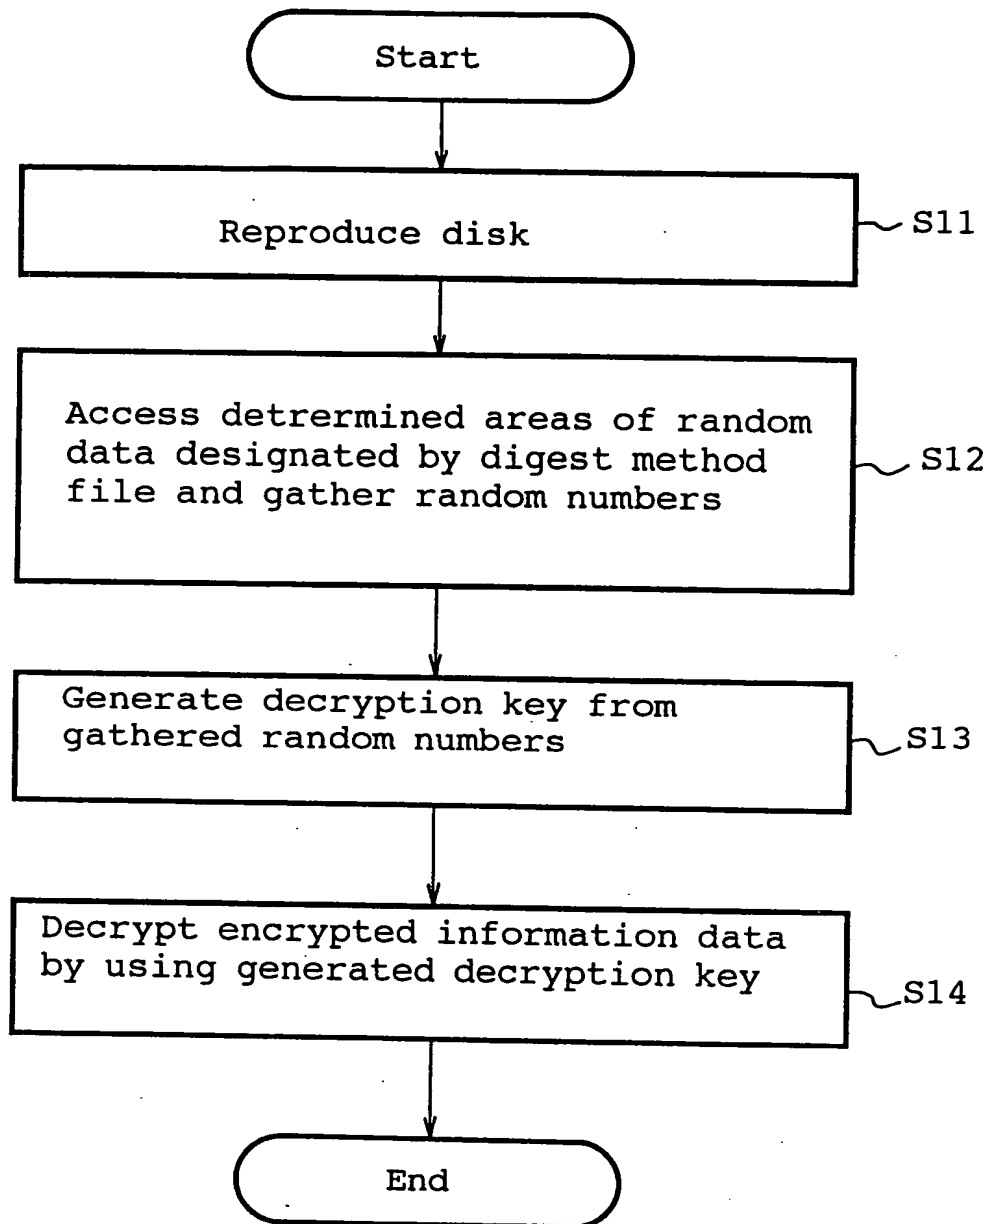 Start
Reproduce disk
S11
Access detrermined areas of random
data designated by digest method
file and gather random numbers
S12
Generate decryption key from
gathered random numbers
S13
Decrypt encrypted information data
by using generated decryption key
S14
End